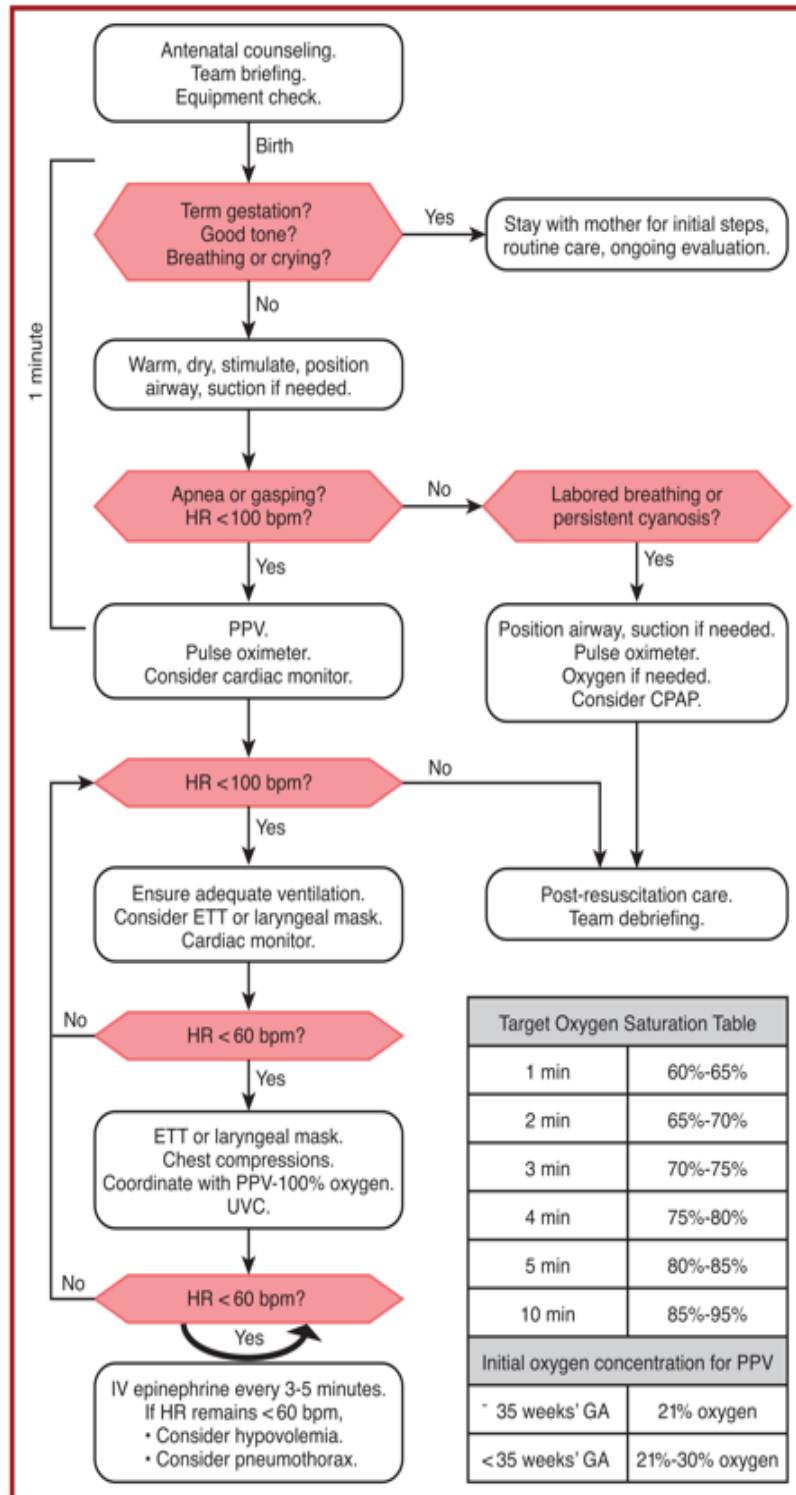 Antenatal counseling.
Team briefing.
Equipment check.
Birth
1 minute
Term gestation?
Good tone?
Breathing or crying?
Yes
Stay with mother for initial steps,
routine care, ongoing evaluation.
No
Warm, dry, stimulate, position
airway, suction if needed.
Apnea or gasping?
HR <100 bpm?
No
Labored breathing or
persistent cyanosis?
Yes
Yes
PPV.
Pulse oximeter.
Consider cardiac monitor.
Position airway, suction if needed.
Pulse oximeter.
Oxygen if needed.
Consider CPAP.
HR <100 bpm?
No
Yes
Ensure adequate ventilation.
Consider ETT or laryngeal mask.
Cardiac monitor.
Post-resuscitation care.
Team debriefing.
No
HR <60 bpm?
Yes
ETT or laryngeal mask.
Chest compressions.
Coordinate with PPV-100% oxygen.
UVC.
No
HR <60 bpm?
Yes
IV epinephrine every 3-5 minutes.
If HR remains <60 bpm,
• Consider hypovolemia.
• Consider pneumothorax.
Target Oxygen Saturation Table
1 min 60%-65%
2 min 65%-70%
3 min 70%-75%
4 min 75%-80%
5 min 80%-85%
10 min 85%-95%
Initial oxygen concentration for PPV
- 35 weeks' GA 21% oxygen
<35 weeks' GA 21%-30% oxygen